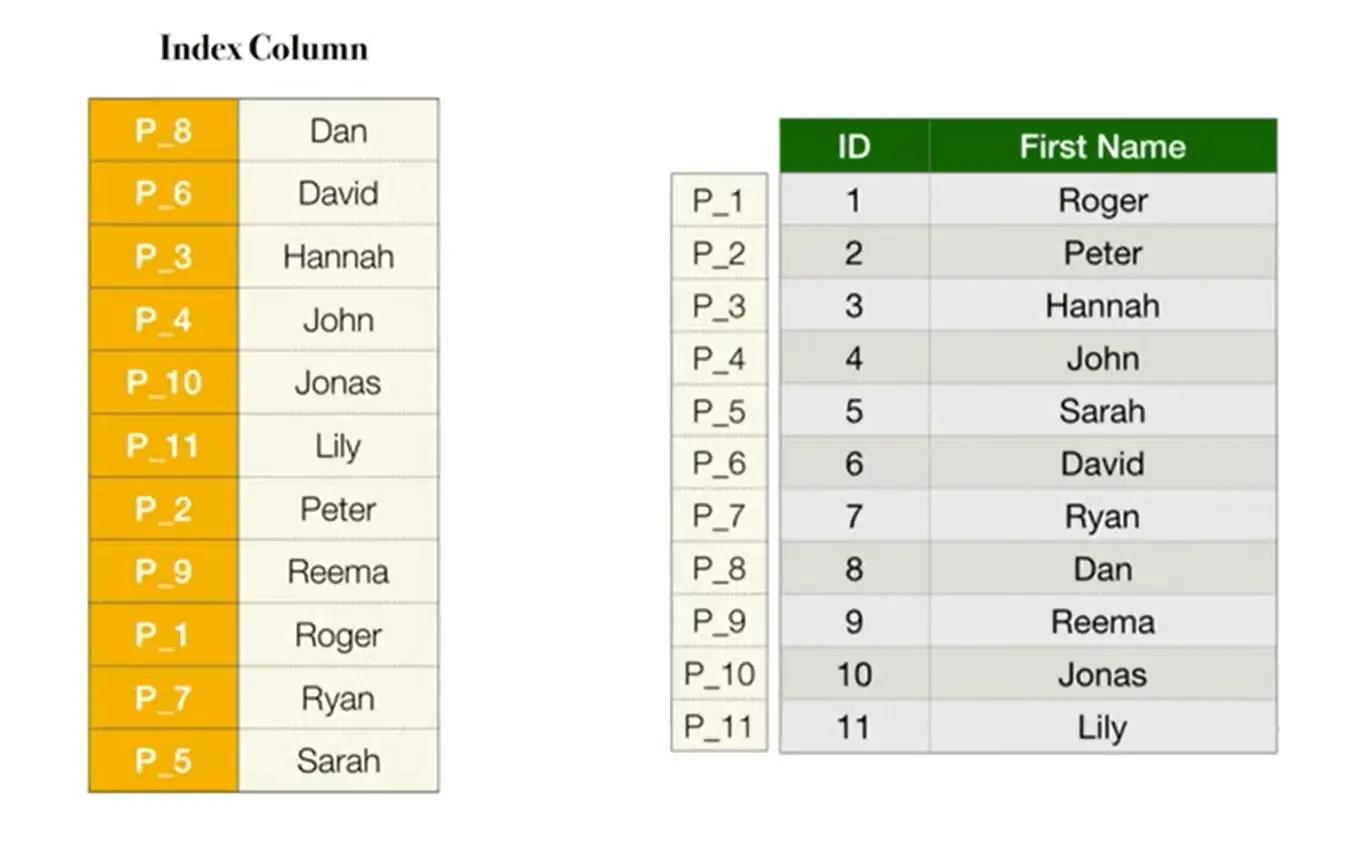 Index Column
P_8 Dan
P_6 David
P_3 Hannah
P_4 John
P_10 Jonas
P_11 Lily
P_2 Peter
P_9 Reema
P_1 Roger
P_7 Ryan
P_5 Sarah
ID First Name
P_1 1 Roger
P_2 2 Peter
P_3 3 Hannah
P_4 4 John
P_5 5 Sarah
P_6 6 David
P_7 7 Ryan
P_8 8 Dan
P_9 9 Reema
P_10 10 Jonas
P_11 11 Lily